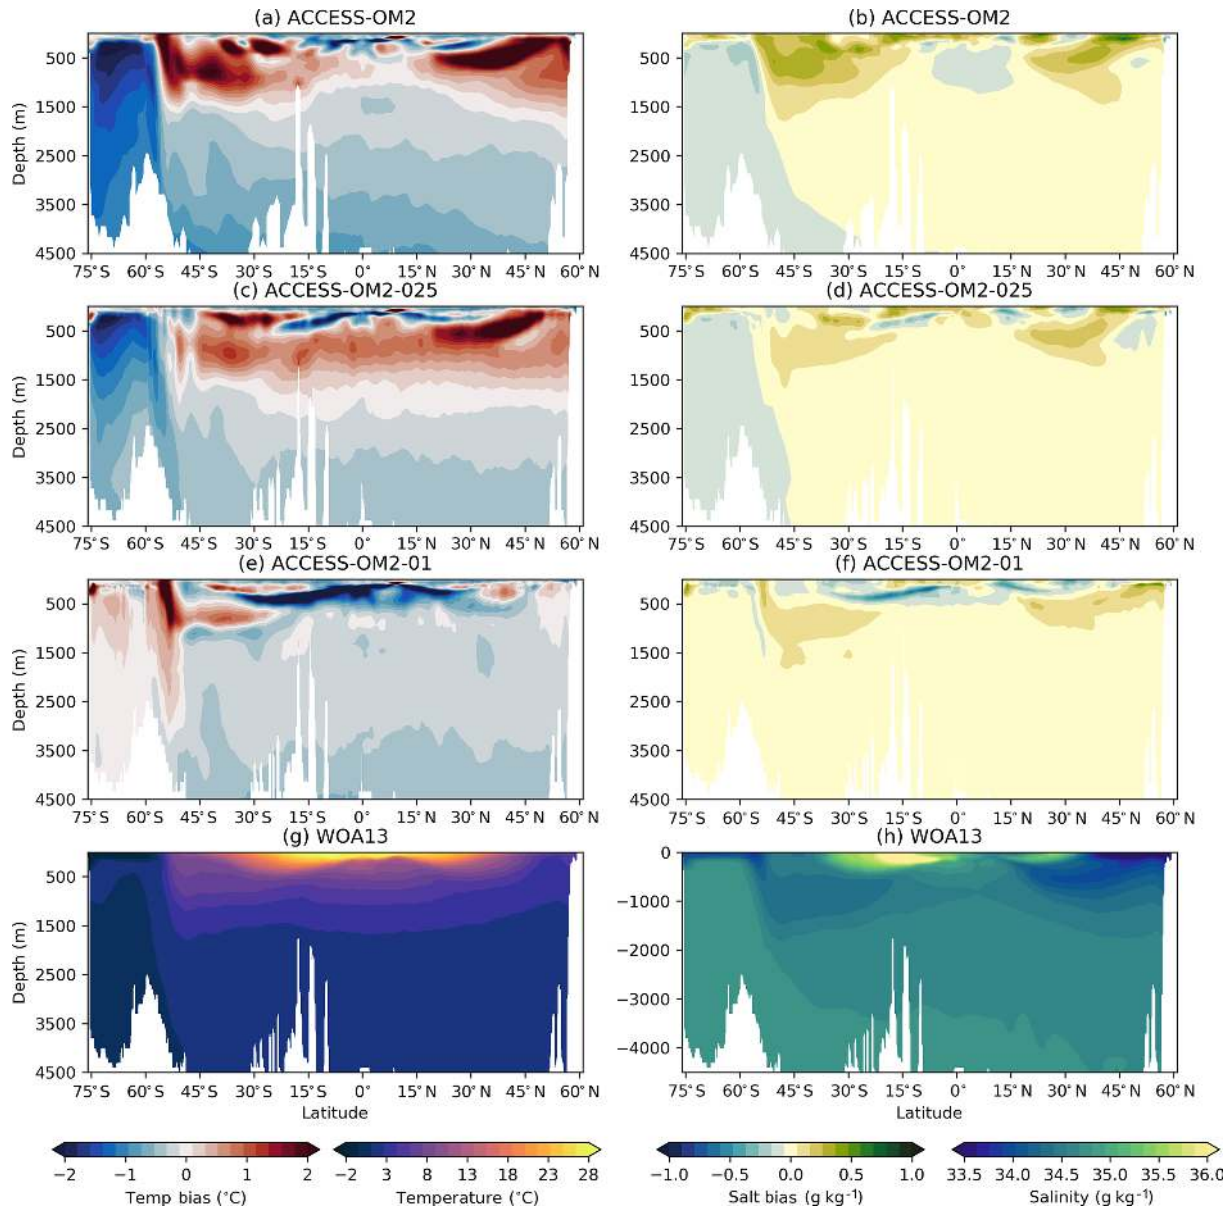 (a) ACCESS-OM2
(b) ACCESS-OM2
Depth (m)
500
1500
2500
3500
4500
75°S 60°S 45°S 30°S 15°S 0° 15°N 30°N 45°N 60°N
500
1500
2500
3500
4500
75°S 60°S 45°S 30°S 15°S 0° 15°N 30°N 45°N 60°N
(c) ACCESS-OM2-025
(d) ACCESS-OM2-025
Depth (m)
500
1500
2500
3500
4500
75°S 60°S 45°S 30°S 15°S 0° 15°N 30°N 45°N 60°N
500
1500
2500
3500
4500
75°S 60°S 45°S 30°S 15°S 0° 15°N 30°N 45°N 60°N
(e) ACCESS-OM2-01
(f) ACCESS-OM2-01
Depth (m)
500
1500
2500
3500
4500
75°S 60°S 45°S 30°S 15°S 0° 15°N 30°N 45°N 60°N
500
1500
2500
3500
4500
75°S 60°S 45°S 30°S 15°S 0° 15°N 30°N 45°N 60°N
(g) WOA13
(h) WOA13
Depth (m)
500
1500
2500
3500
4500
75°S 60°S 45°S 30°S 15°S 0° 15°N 30°N 45°N 60°N
Latitude
0
−1000
−2000
−3000
−4000
75°S 60°S 45°S 30°S 15°S 0° 15°N 30°N 45°N 60°N
Latitude
−2 −1 0 1 2
Temp bias (°C)
−2 3 8 13 18 23 28
Temperature (°C)
−1.0 −0.5 0.0 0.5 1.0
Salt bias (g kg⁻¹)
33.5 34.0 34.5 35.0 35.5 36.0
Salinity (g kg⁻¹)